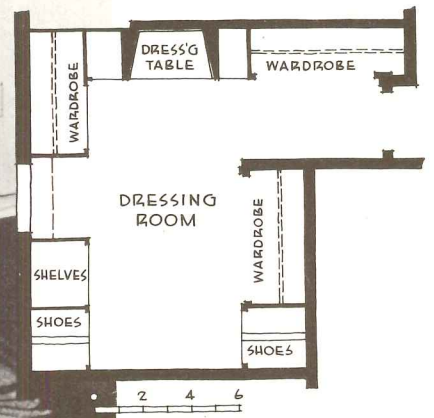 DRESS'G
TABLE
WARDROBE
WARDROBE
DRESSING
ROOM
WARDROBE
SHELVES
SHOES
SHOES
2 4 6